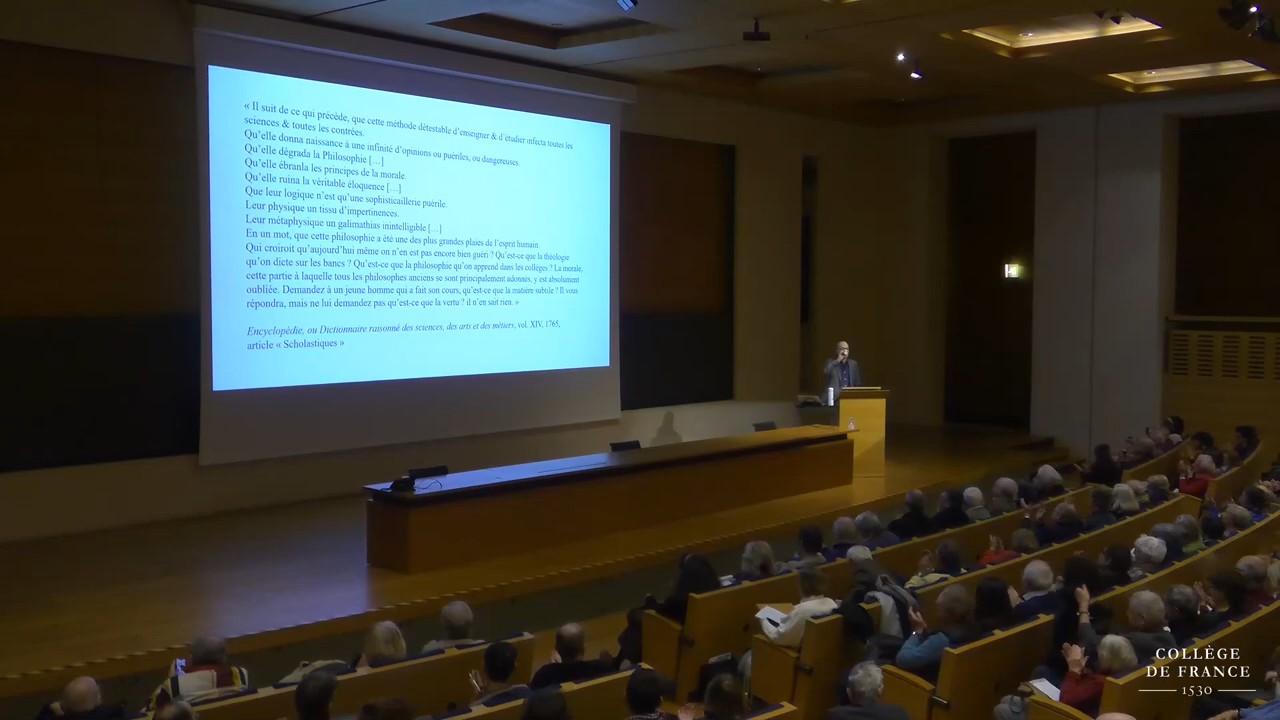 « Il suit de ce qui précède, que cette méthode détestable d'enseigner & d'étudier infecta toutes les
sciences & toutes les contrées.
Qu'elle donna naissance à une infinité d'opinions ou puériles, ou dangereuses.
Qu'elle dégrada la Philosophie […]
Qu'elle ébranla les principes de la morale.
Qu'elle ruina la véritable éloquence […]
Que leur logique n'est qu'une sophisticaillerie puérile.
Leur physique un tissu d'impertinences.
Leur métaphysique un galimathias inintelligible […]
En un mot, que cette philosophie a été une des plus grandes plaies de l'esprit humain.
Qui croiroit qu'aujourd'hui même on n'en est pas encore bien guéri ? Qu'est-ce que la théologie
qu'on dicte sur les bancs ? Qu'est-ce que la philosophie qu'on apprend dans les collèges ? La morale,
cette partie à laquelle tous les philosophes anciens se sont principalement adonnés, y est absolument
oubliée. Demandez à un jeune homme qui a fait son cours, qu'est-ce que la matière subtile ? Il vous
répondra, mais ne lui demandez pas qu'est-ce que la vertu ? il n'en sait rien. »
Encyclopédie, ou Dictionnaire raisonné des sciences, des arts et des métiers, vol. XIV, 1765,
article « Scholastiques »
COLLÈGE
DE FRANCE
1530